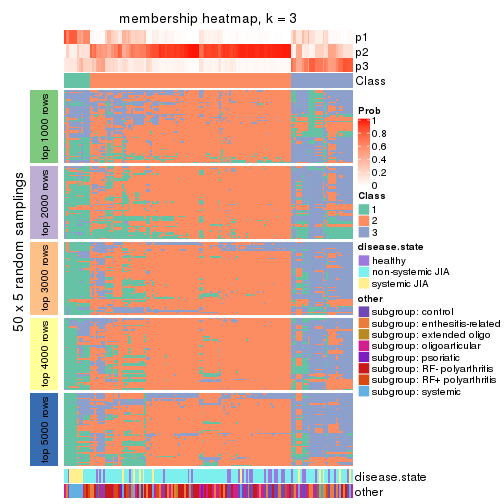 membership heatmap, k = 3
p1
p2
p3
Class
50 x 5 random samplings
top 1000 rows
top 2000 rows
top 3000 rows
top 4000 rows
top 5000 rows
disease.state
other
Prob
1
0.8
0.6
0.4
0.2
0
Class
1
2
3
disease.state
healthy
non-systemic JIA
systemic JIA
other
subgroup: control
subgroup: enthesitis-related
subgroup: extended oligo
subgroup: oligoarticular
subgroup: psoriatic
subgroup: RF- polyarthritis
subgroup: RF+ polyarthritis
subgroup: systemic